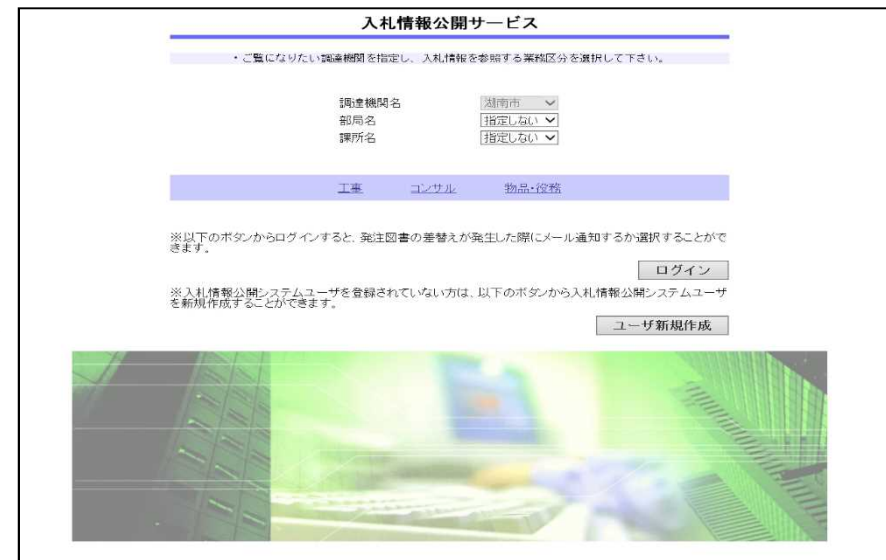 入札情報公開サービス
・ご覧になりたい調達機関を指定し、入札情報を参照する業務区分を選択して下さい。
調達機関名 湖南市
部局名 指定しない
課所名 指定しない
工事 コンサル 物品・役務
※以下のボタンからログインすると、発注図書の差替えが発生した際にメール通知するか選択することがで
きます。
ログイン
※入札情報公開システムユーザを登録されていない方は、以下のボタンから入札情報公開システムユーザ
を新規作成することができます。
ユーザ新規作成